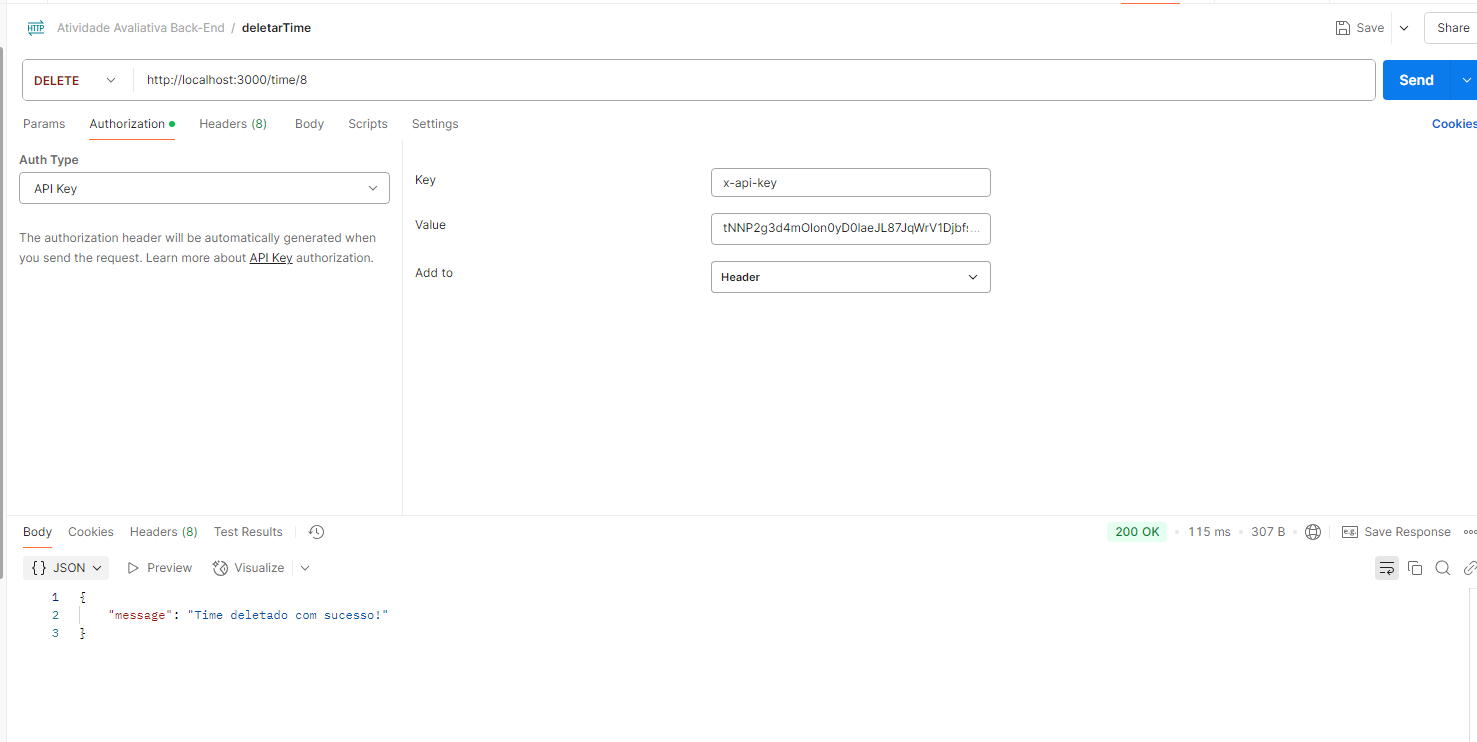 HTTP Atividade Avaliativa Back-End / deletarTime Save Share
DELETE http://localhost:3000/time/8 Send
Params Authorization Headers (8) Body Scripts Settings Cookies
Auth Type
API Key
The authorization header will be automatically generated when
you send the request. Learn more about API Key authorization.
Key x-api-key
Value
Add to Header
Body Cookies Headers (8) Test Results 200 OK • 115 ms • 307 B • e.g. Save Response
{} JSON Preview Visualize
1 {
2 "message": "Time deletado com sucesso!"
3 }